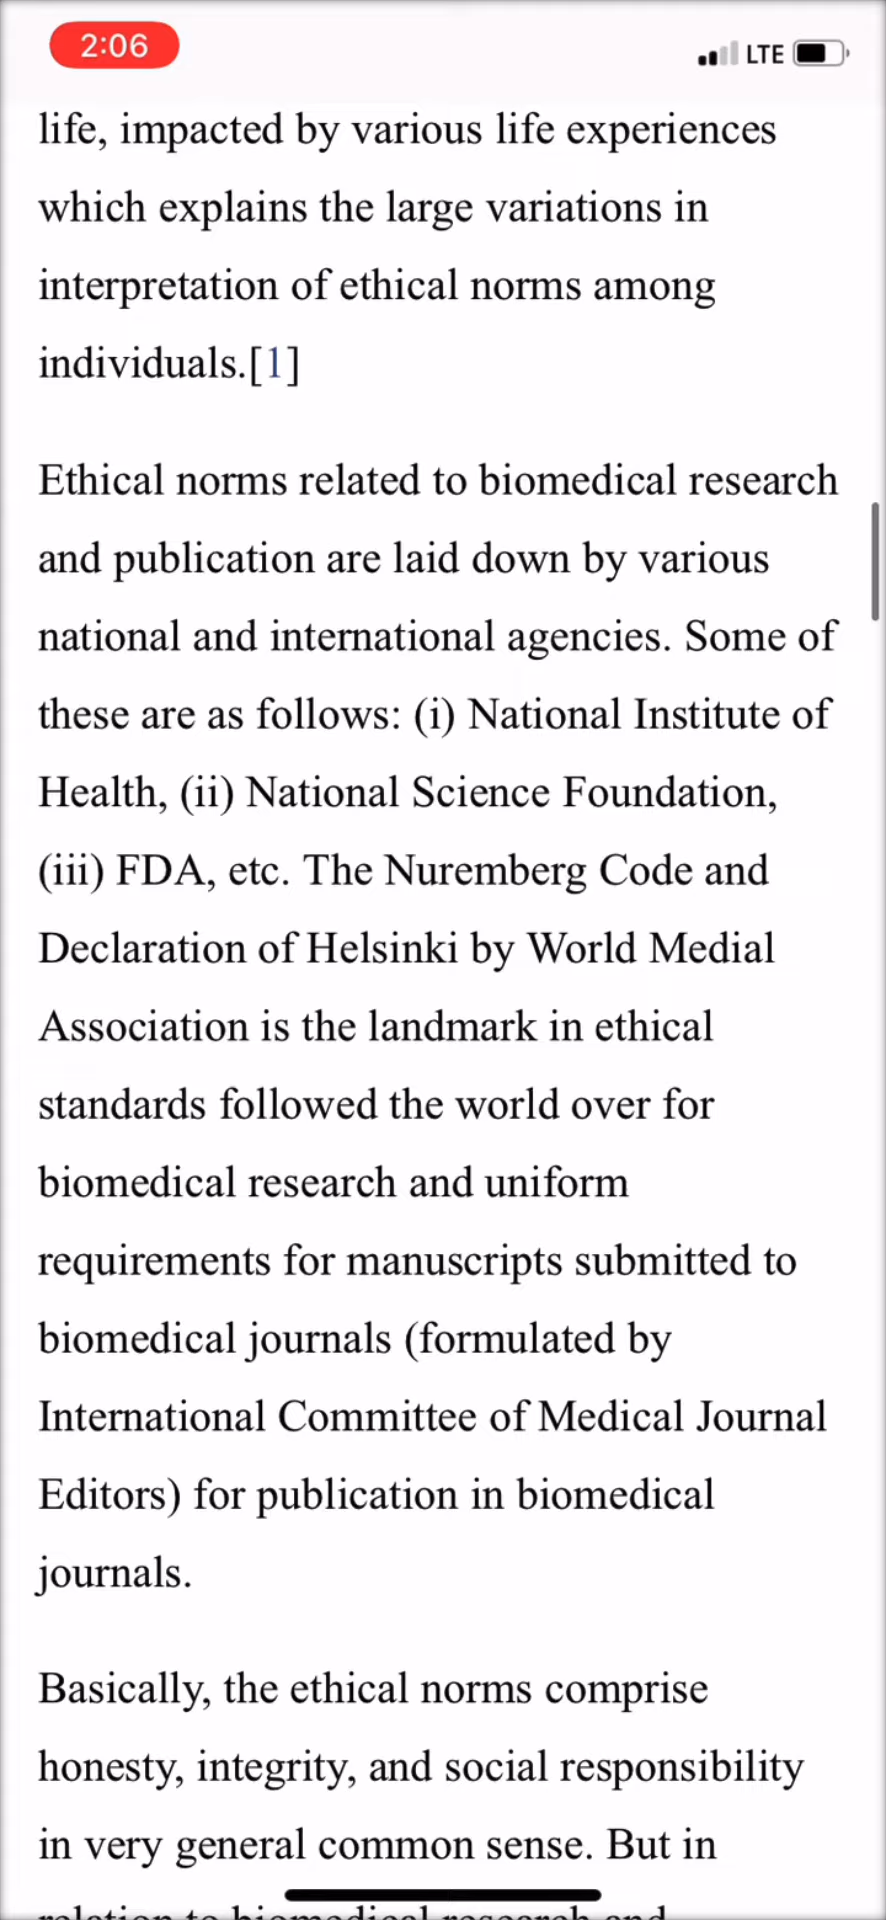 2:06
LTE
life, impacted by various life experiences
which explains the large variations in
interpretation of ethical norms among
individuals.[1]
Ethical norms related to biomedical research
and publication are laid down by various
national and international agencies. Some of
these are as follows: (i) National Institute of
Health, (ii) National Science Foundation,
(iii) FDA, etc. The Nuremberg Code and
Declaration of Helsinki by World Medial
Association is the landmark in ethical
standards followed the world over for
biomedical research and uniform
requirements for manuscripts submitted to
biomedical journals (formulated by
International Committee of Medical Journal
Editors) for publication in biomedical
journals.
Basically, the ethical norms comprise
honesty, integrity, and social responsibility
in very general common sense. But in
relation to biomedical research and